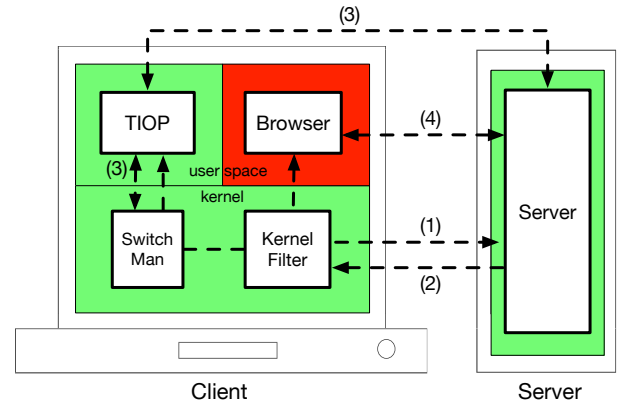 (3)
TIOP
Browser
(4)
(3)
user space
kernel
Server
Switch
Man
Kernel
Filter
(1)
(2)
Client
Server